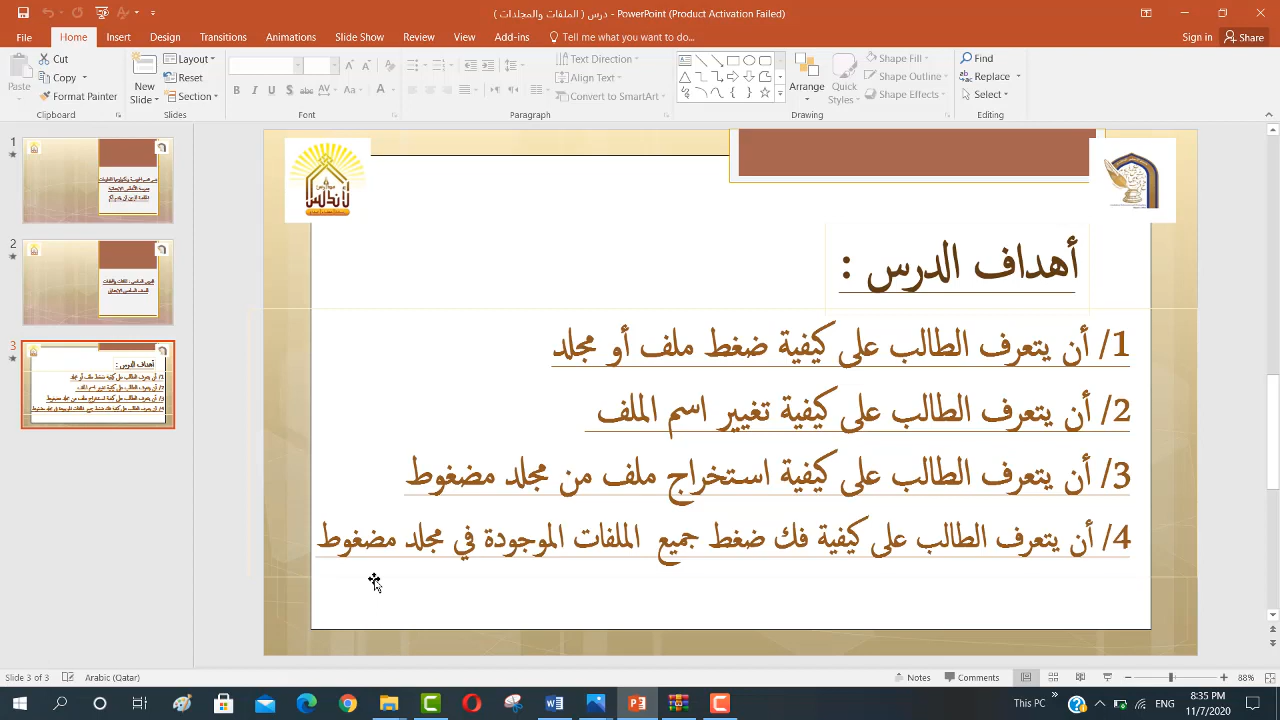 درس ( الملفات والمجلدات ) - PowerPoint (Product Activation Failed)
File Home Insert Design Transitions Animations Slide Show Review View Add-ins Tell me what you want to do... Sign in Share
Paste
Cut
Copy
Format Painter
Clipboard
New Slide
Layout
Reset
Section
Slides
B I U S abc AV Aa A
Font
Text Direction
Align Text
Convert to SmartArt
Paragraph
Arrange
Quick Styles
Shape Fill
Shape Outline
Shape Effects
Drawing
Find
Replace
Select
Editing
1
2
3
أهداف الدرس :
1/ أن يتعرف الطالب على كيفية ضغط ملف أو مجلد
2/ أن يتعرف الطالب على كيفية تغيير اسم الملف
3/ أن يتعرف الطالب على كيفية استخراج ملف من مجلد مضغوط
4/ أن يتعرف الطالب على كيفية فك ضغط جميع الملفات الموجودة في مجلد مضغوط
Slide 3 of 3 Arabic (Qatar) Notes Comments 88%
This PC 8:35 PM
11/7/2020